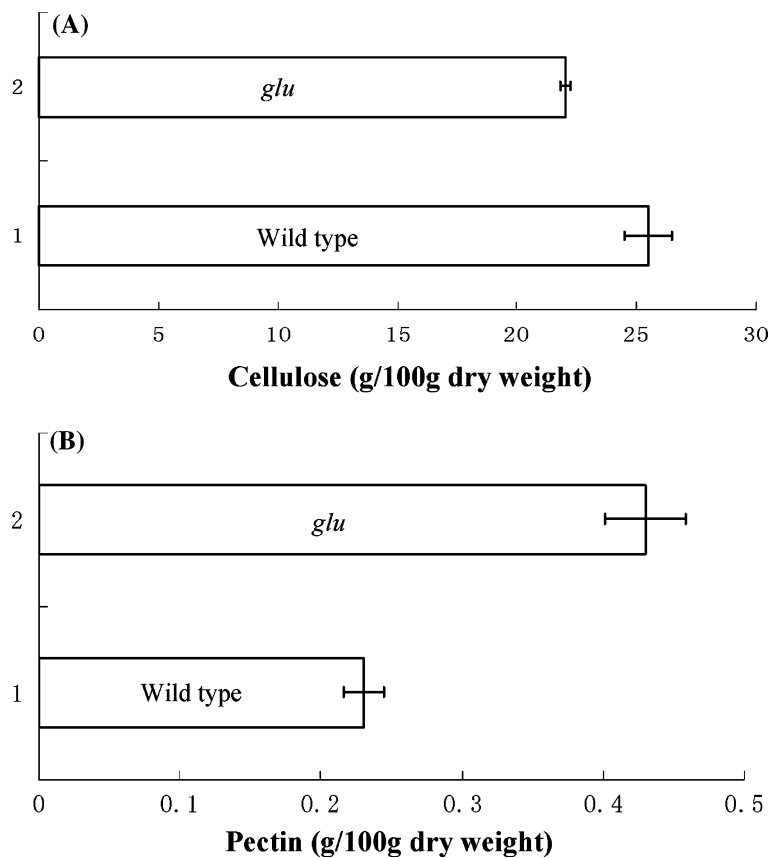 (A)
2
glu
1
Wild type
0 5 10 15 20 25 30
Cellulose (g/100g dry weight)
(B)
2
glu
1
Wild type
0 0.1 0.2 0.3 0.4 0.5
Pectin (g/100g dry weight)